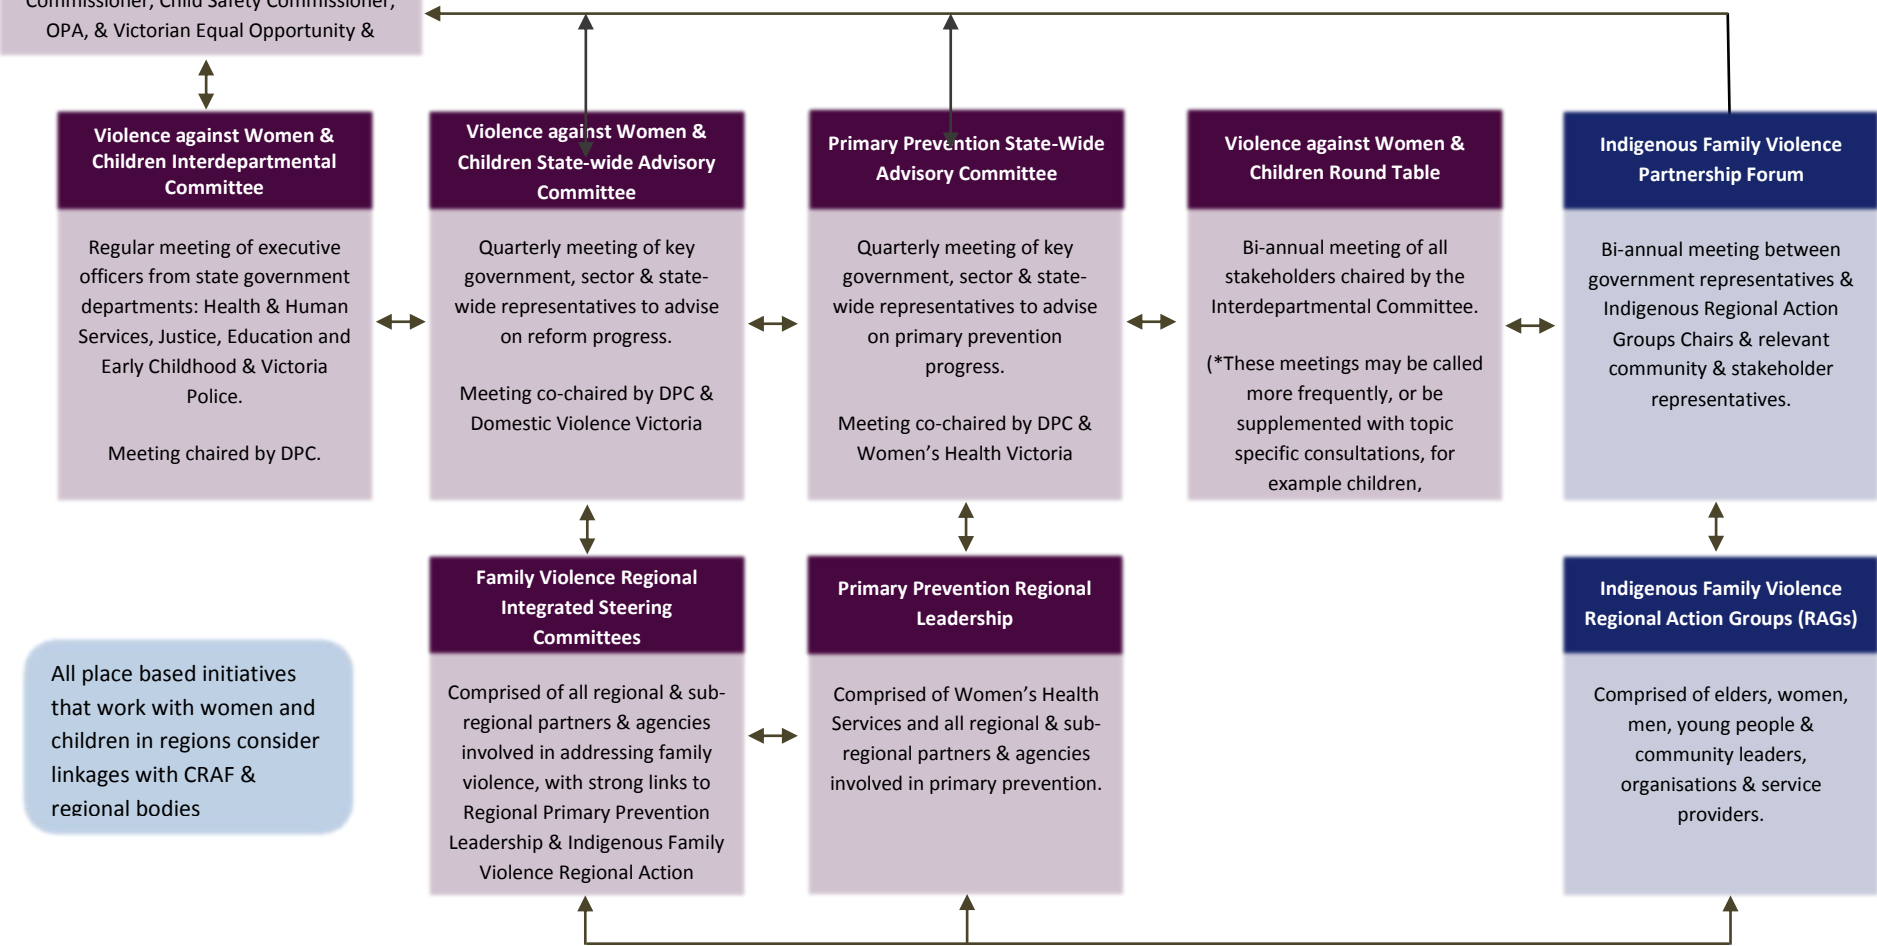 Commissioner, Child Safety Commissioner,
OPA, & Victorian Equal Opportunity &
Violence against Women &
Children Interdepartmental
Committee
Regular meeting of executive
officers from state government
departments: Health & Human
Services, Justice, Education and
Early Childhood & Victoria
Police.
Meeting chaired by DPC.
Violence against Women &
Children State-wide Advisory
Committee
Quarterly meeting of key
government, sector & state-
wide representatives to advise
on reform progress.
Meeting co-chaired by DPC &
Domestic Violence Victoria
Primary Prevention State-Wide
Advisory Committee
Quarterly meeting of key
government, sector & state-
wide representatives to advise
on primary prevention
progress.
Meeting co-chaired by DPC &
Women’s Health Victoria
Violence against Women &
Children Round Table
Bi-annual meeting of all
stakeholders chaired by the
Interdepartmental Committee.
(*These meetings may be called
more frequently, or be
supplemented with topic
specific consultations, for
example children,
Indigenous Family Violence
Partnership Forum
Bi-annual meeting between
government representatives &
Indigenous Regional Action
Groups Chairs & relevant
community & stakeholder
representatives.
All place based initiatives
that work with women and
children in regions consider
linkages with CRAF &
regional bodies
Family Violence Regional
Integrated Steering
Committees
Comprised of all regional & sub-
regional partners & agencies
involved in addressing family
violence, with strong links to
Regional Primary Prevention
Leadership & Indigenous Family
Violence Regional Action
Primary Prevention Regional
Leadership
Comprised of Women’s Health
Services and all regional & sub-
regional partners & agencies
involved in primary prevention.
Indigenous Family Violence
Regional Action Groups (RAGs)
Comprised of elders, women,
men, young people &
community leaders,
organisations & service
providers.